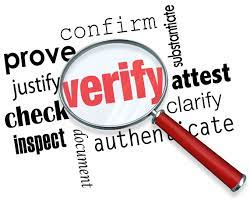 confirm
prove
substantiate
justify
verify
attest
check
clarify
inspect
authenticate
document